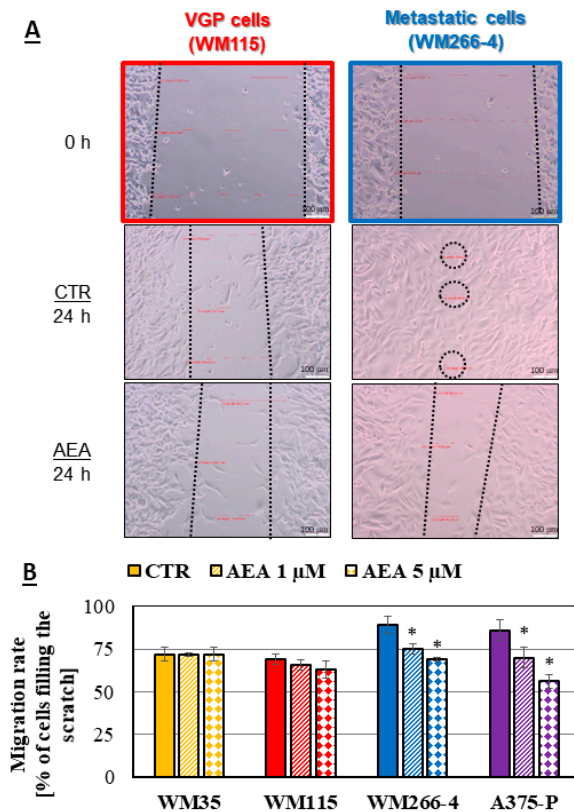 A
VGP cells
(WM115)
Metastatic cells
(WM266-4)
0 h
100 µm
100 µm
CTR
24 h
100 µm
100 µm
AEA
24 h
100 µm
100 µm
B
CTR AEA 1 µM AEA 5 µM
Migration rate
[% of cells filling the
scratch]
100
75
50
25
0
* * * *
WM35 WM115 WM266-4 A375-P